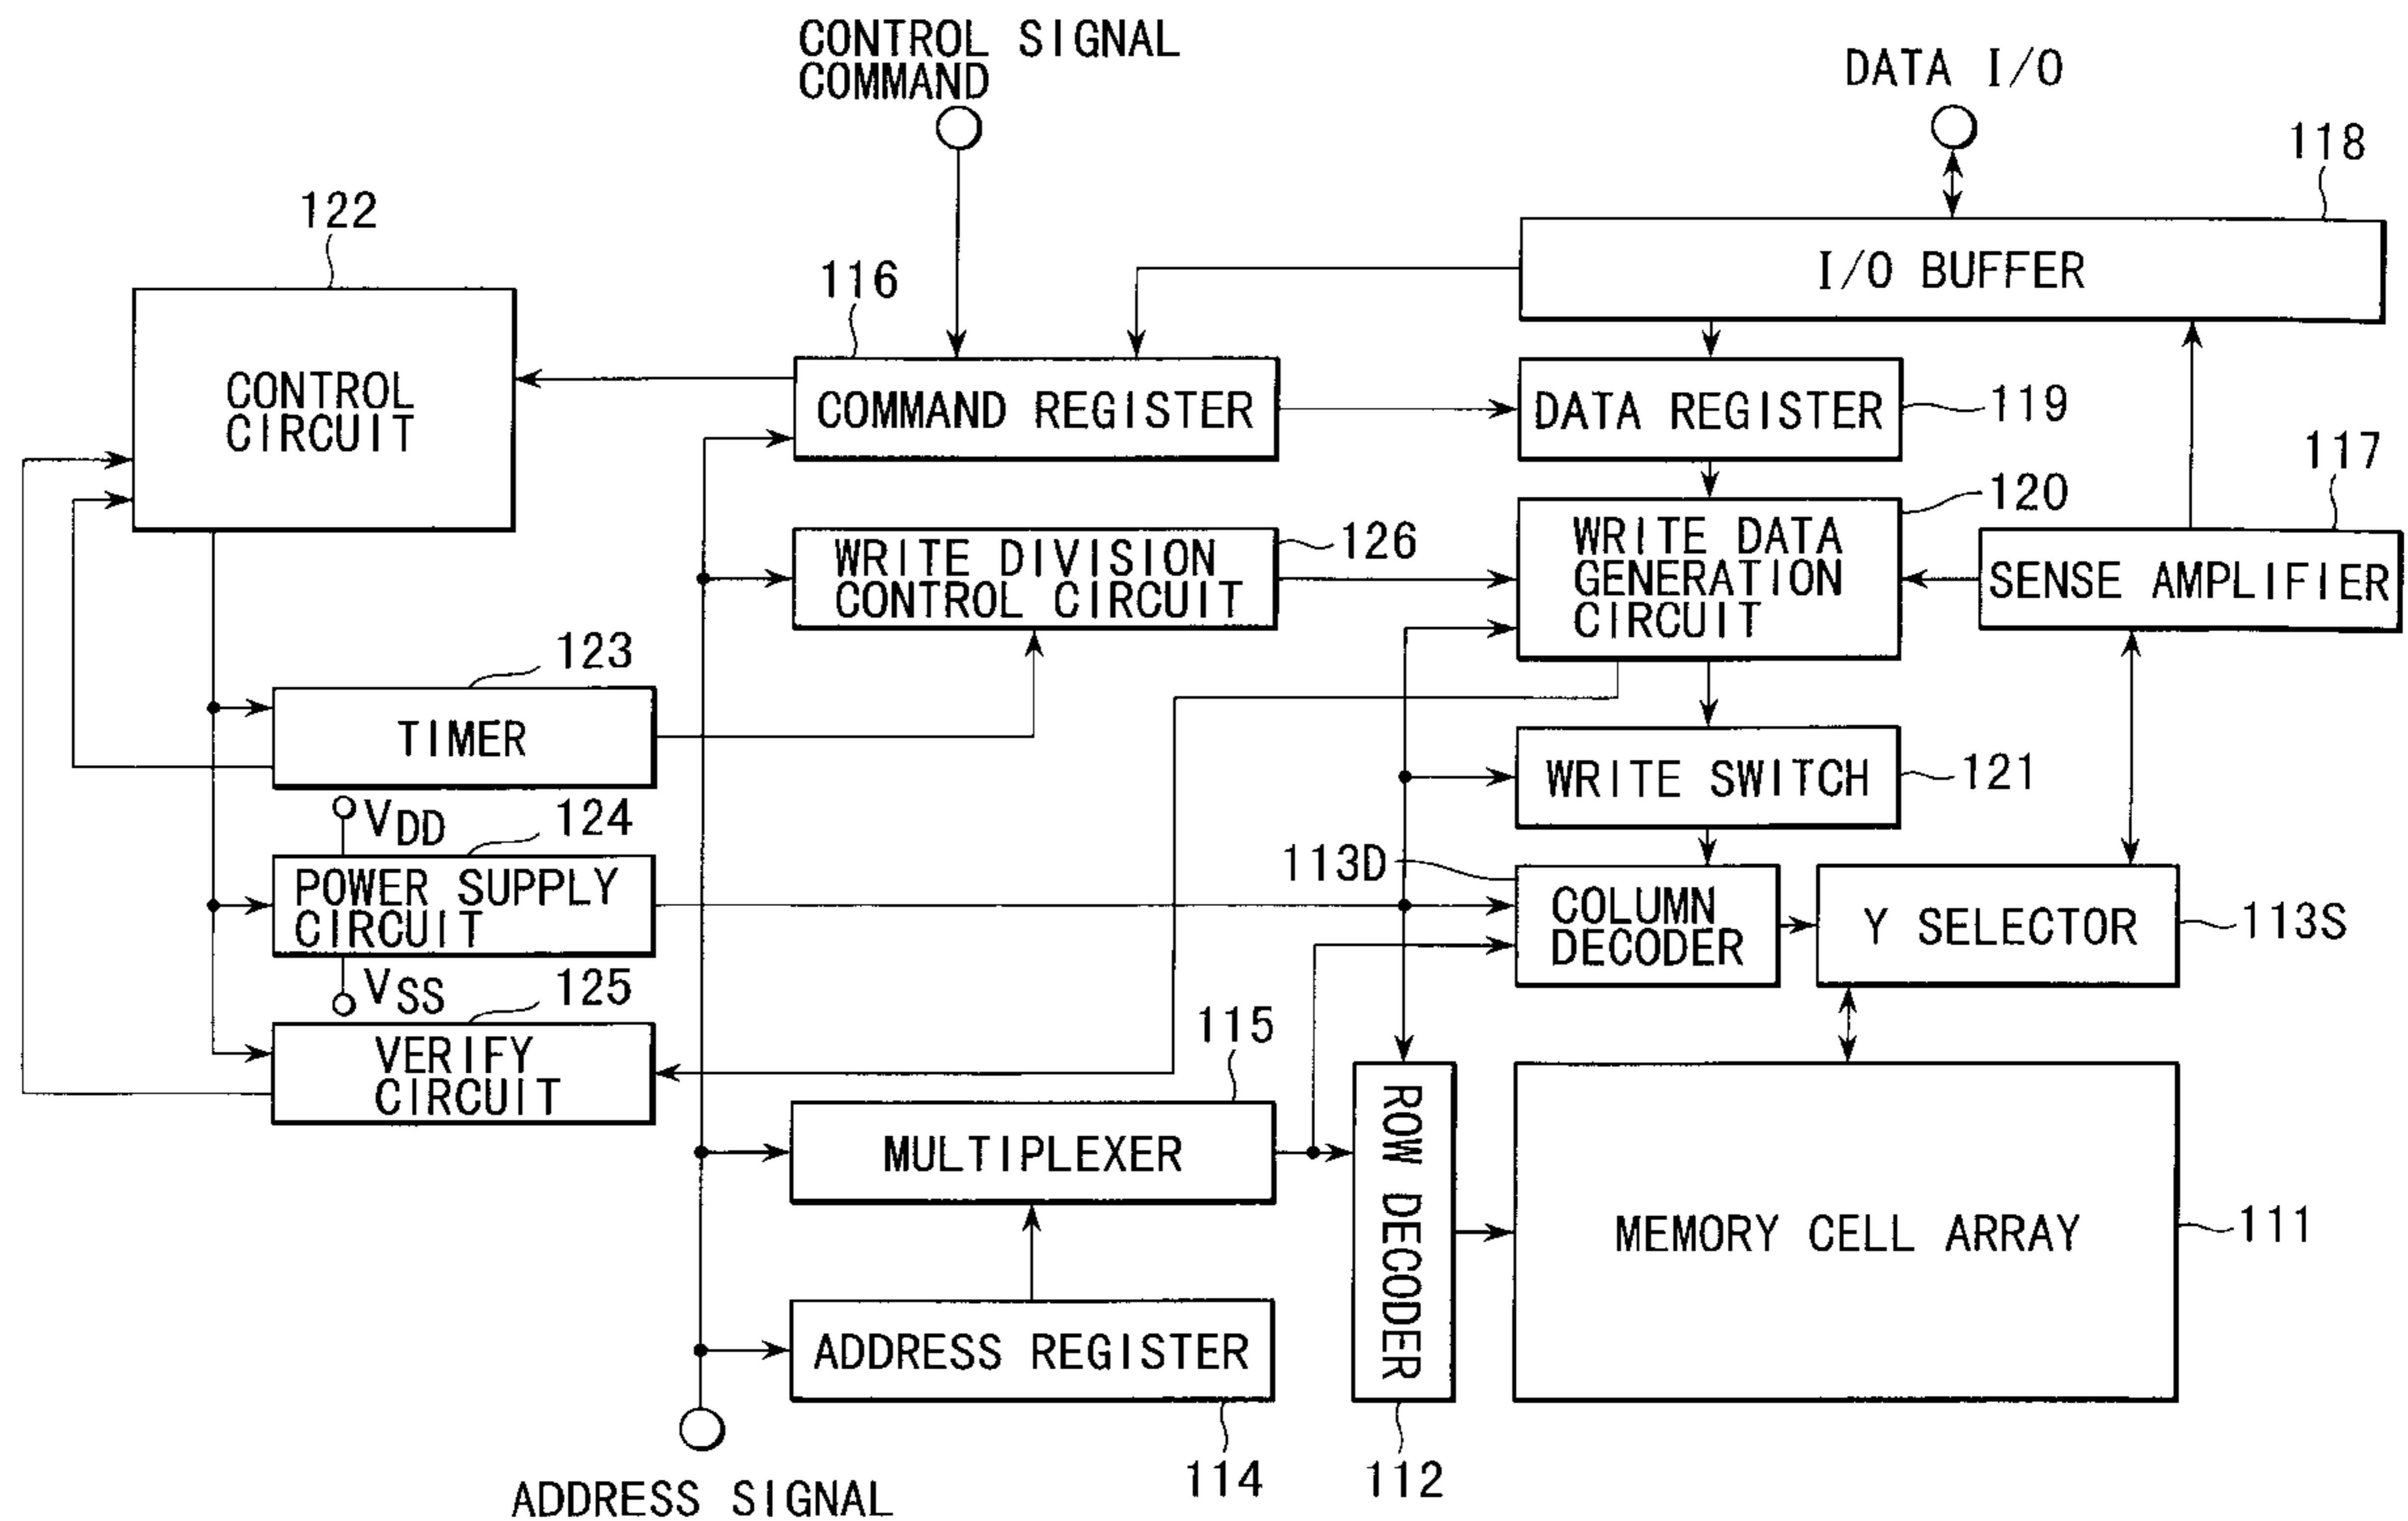 CONTROL SIGNAL
COMMAND
DATA I/O
118
122
116
I/O BUFFER
CONTROL
CIRCUIT
COMMAND REGISTER
DATA REGISTER
119
117
120
WRITE DIVISION
CONTROL CIRCUIT
126
WRITE DATA
GENERATION
CIRCUIT
SENSE AMPLIFIER
123
TIMER
WRITE SWITCH
121
VDD
124
113D
POWER SUPPLY
CIRCUIT
COLUMN
DECODER
Y SELECTOR
113S
VSS
125
115
VERIFY
CIRCUIT
MULTIPLEXER
ROW DECODER
MEMORY CELL ARRAY
111
ADDRESS REGISTER
114
112
ADDRESS SIGNAL